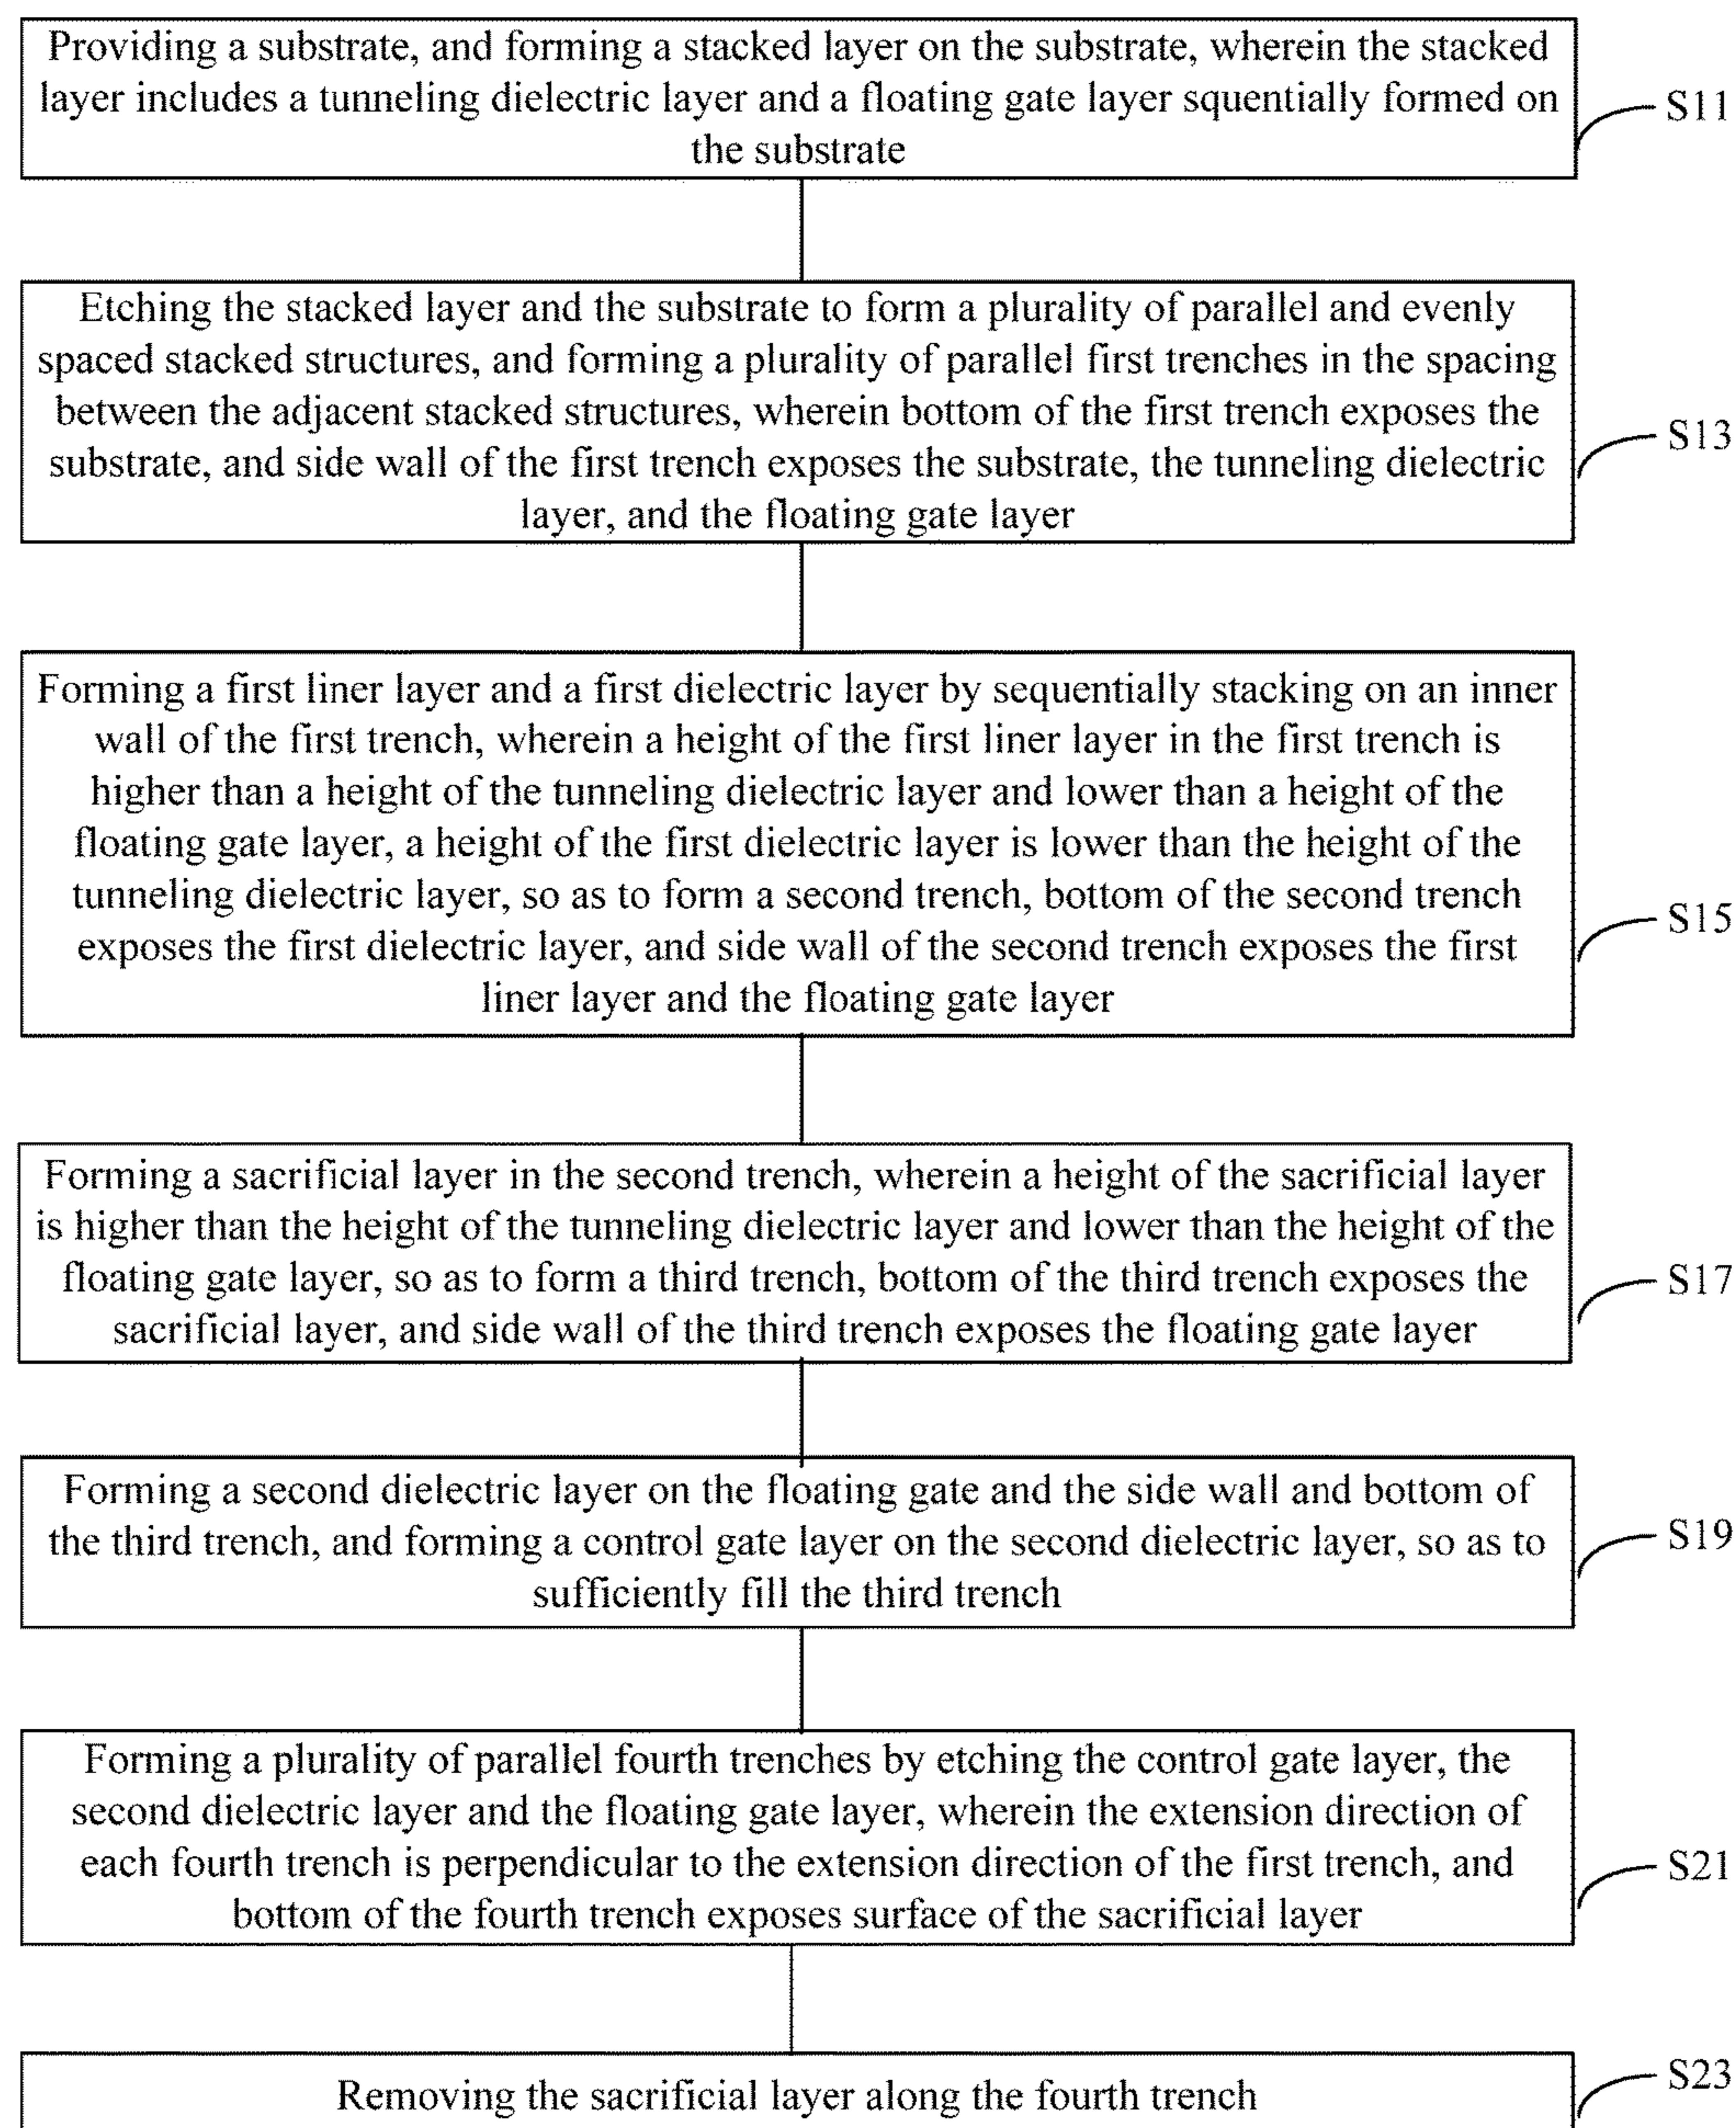 Providing a substrate, and forming a stacked layer on the substrate, wherein the stacked
layer includes a tunneling dielectric layer and a floating gate layer squentially formed on
the substrate
S11
Etching the stacked layer and the substrate to form a plurality of parallel and evenly
spaced stacked structures, and forming a plurality of parallel first trenches in the spacing
between the adjacent stacked structures, wherein bottom of the first trench exposes the
substrate, and side wall of the first trench exposes the substrate, the tunneling dielectric
layer, and the floating gate layer
S13
Forming a first liner layer and a first dielectric layer by sequentially stacking on an inner
wall of the first trench, wherein a height of the first liner layer in the first trench is
higher than a height of the tunneling dielectric layer and lower than a height of the
floating gate layer, a height of the first dielectric layer is lower than the height of the
tunneling dielectric layer, so as to form a second trench, bottom of the second trench
exposes the first dielectric layer, and side wall of the second trench exposes the first
liner layer and the floating gate layer
S15
Forming a sacrificial layer in the second trench, wherein a height of the sacrificial layer
is higher than the height of the tunneling dielectric layer and lower than the height of the
floating gate layer, so as to form a third trench, bottom of the third trench exposes the
sacrificial layer, and side wall of the third trench exposes the floating gate layer
S17
Forming a second dielectric layer on the floating gate and the side wall and bottom of
the third trench, and forming a control gate layer on the second dielectric layer, so as to
sufficiently fill the third trench
S19
Forming a plurality of parallel fourth trenches by etching the control gate layer, the
second dielectric layer and the floating gate layer, wherein the extension direction of
each fourth trench is perpendicular to the extension direction of the first trench, and
bottom of the fourth trench exposes surface of the sacrificial layer
S21
Removing the sacrificial layer along the fourth trench
S23